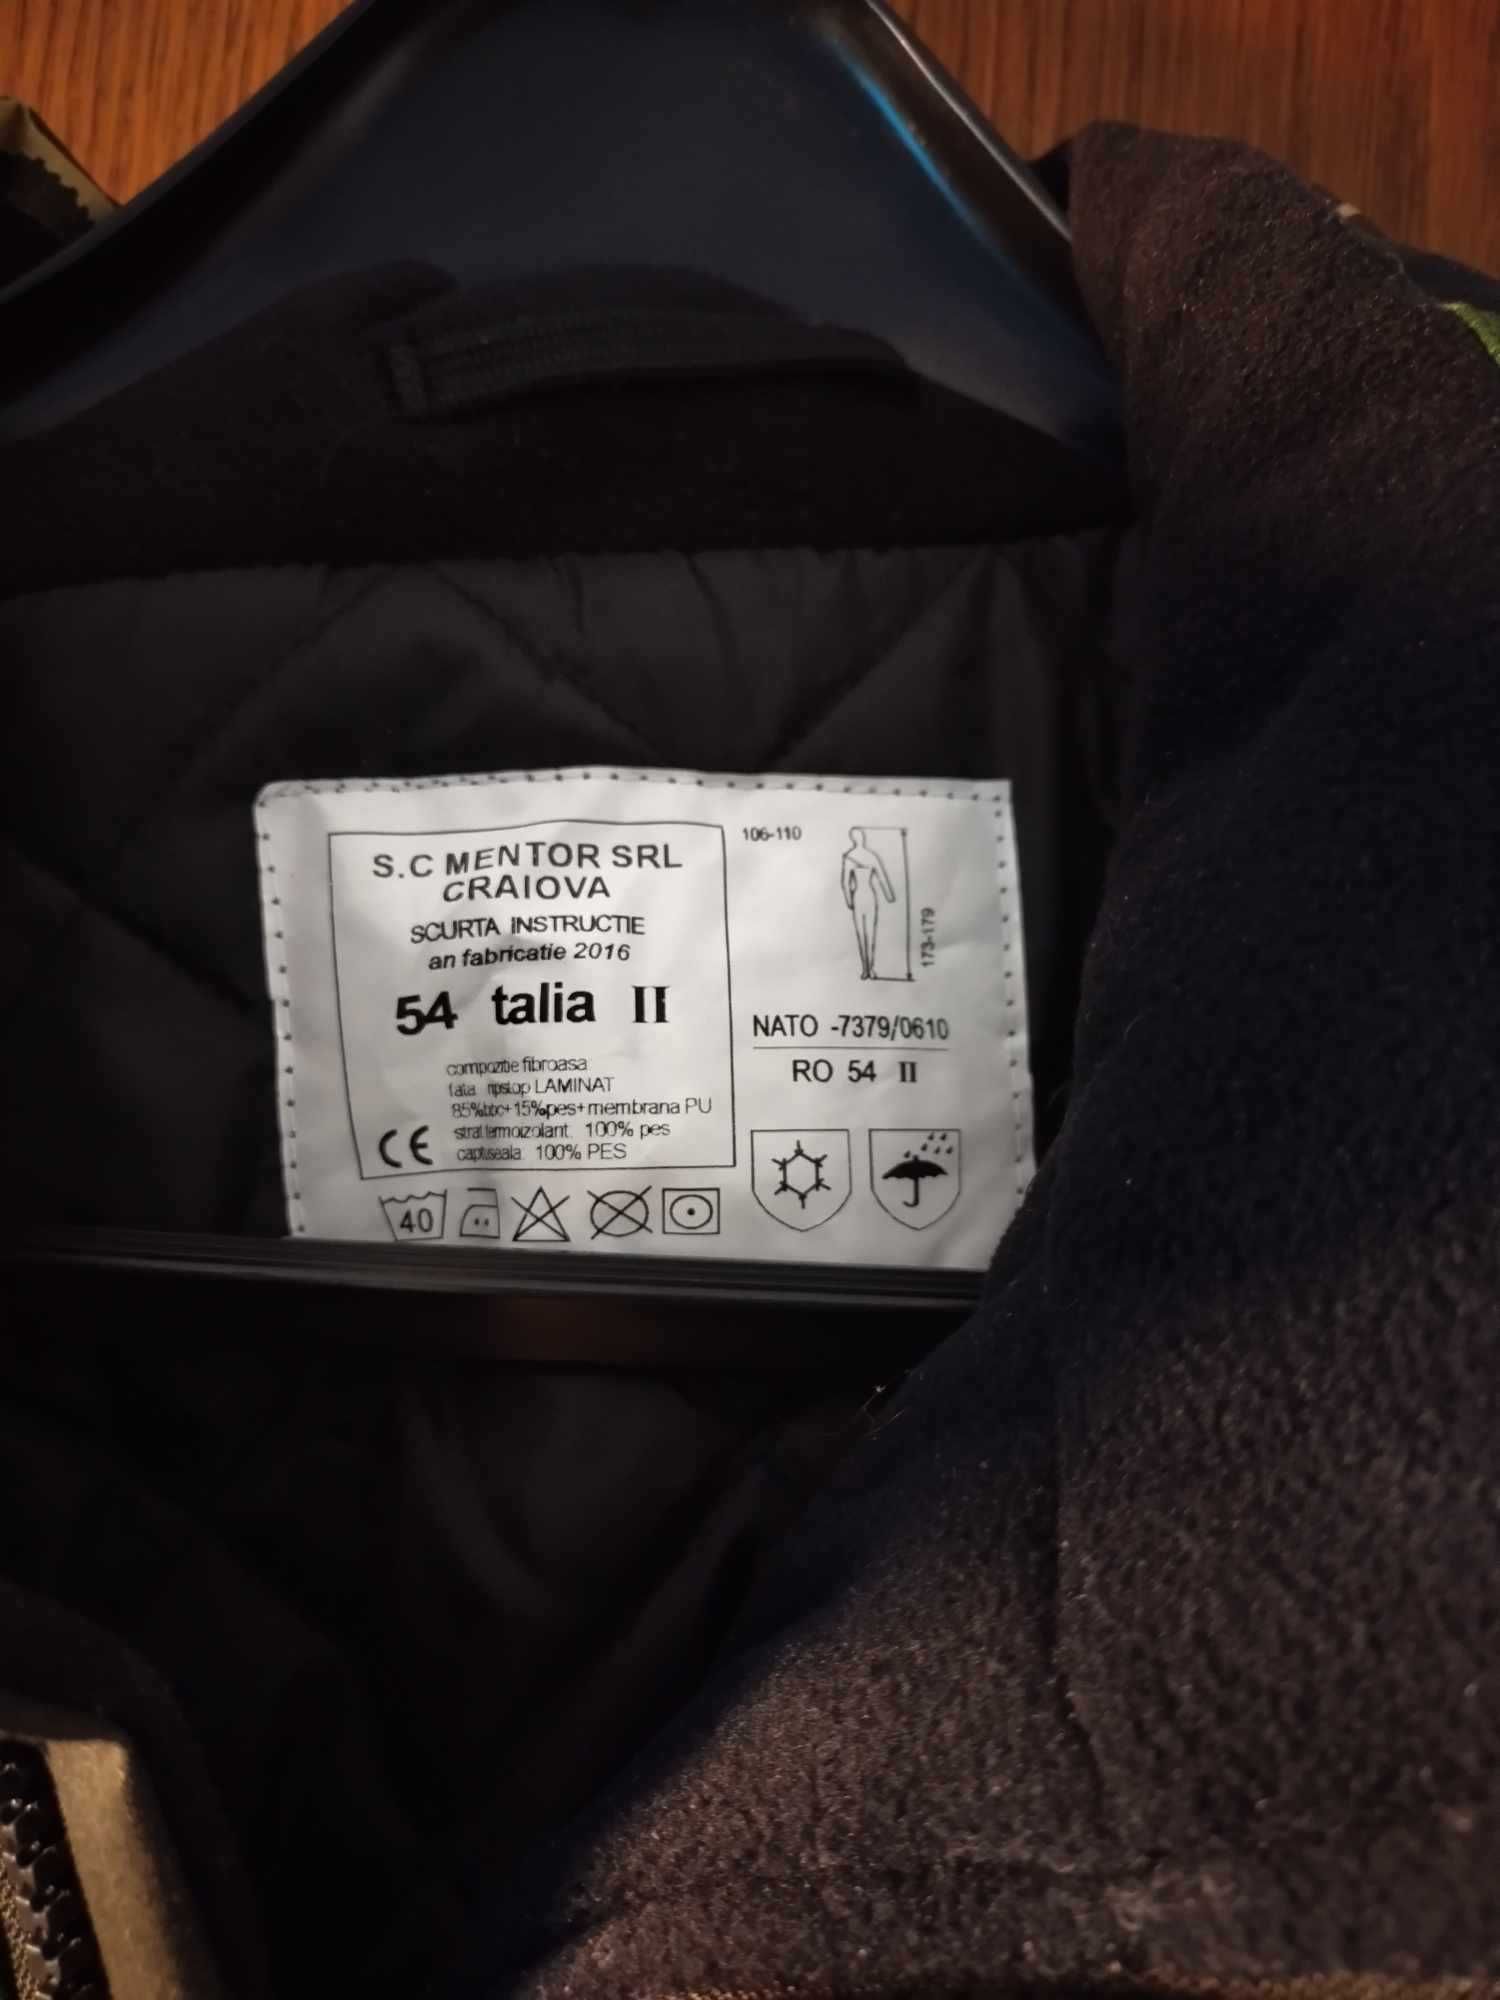 S.C MENTOR SRL
CRAIOVA
SCURTA INSTRUCTIE
an fabricatie 2016
54 talia II
compozitie fibroasa
fata ripstop LAMINAT
85%bbc+15%pes+membrana PU
strat termoizolant: 100% pes
captuseala: 100% PES
CE
40
106-110
173-179
NATO -7379/0610
RO 54 II